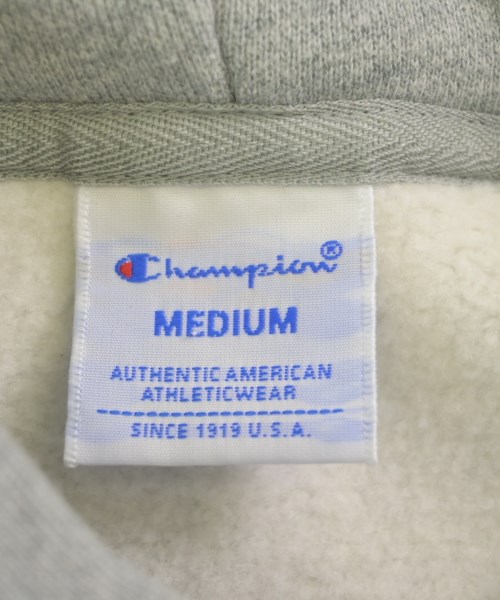 Champion®
MEDIUM
AUTHENTIC AMERICAN
ATHLETICWEAR
SINCE 1919 U.S.A.